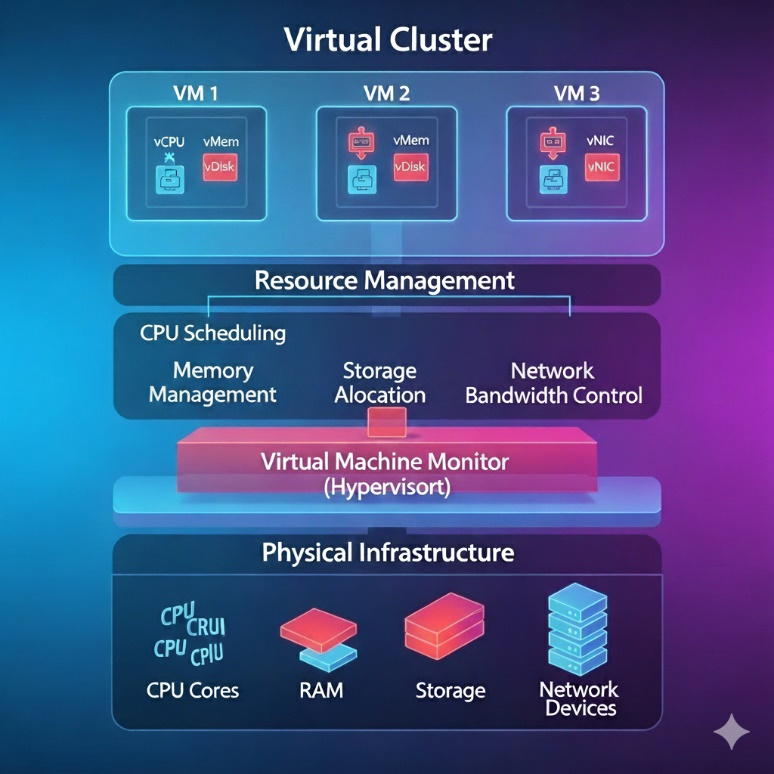 Virtual Cluster
VM 1
VM 2
VM 3
vCPU vMem
vDisk
vMem
vDisk
vNIC
vNIC
Resource Management
CPU Scheduling
Memory
Management
Storage
Alocation
Network
Bandwidth Control
Virtual Machine Monitor
(Hypervisort)
Physical Infrastructure
CPU
CRUI
CPU
CPIU
CPU Cores
RAM
Storage
Network
Devices